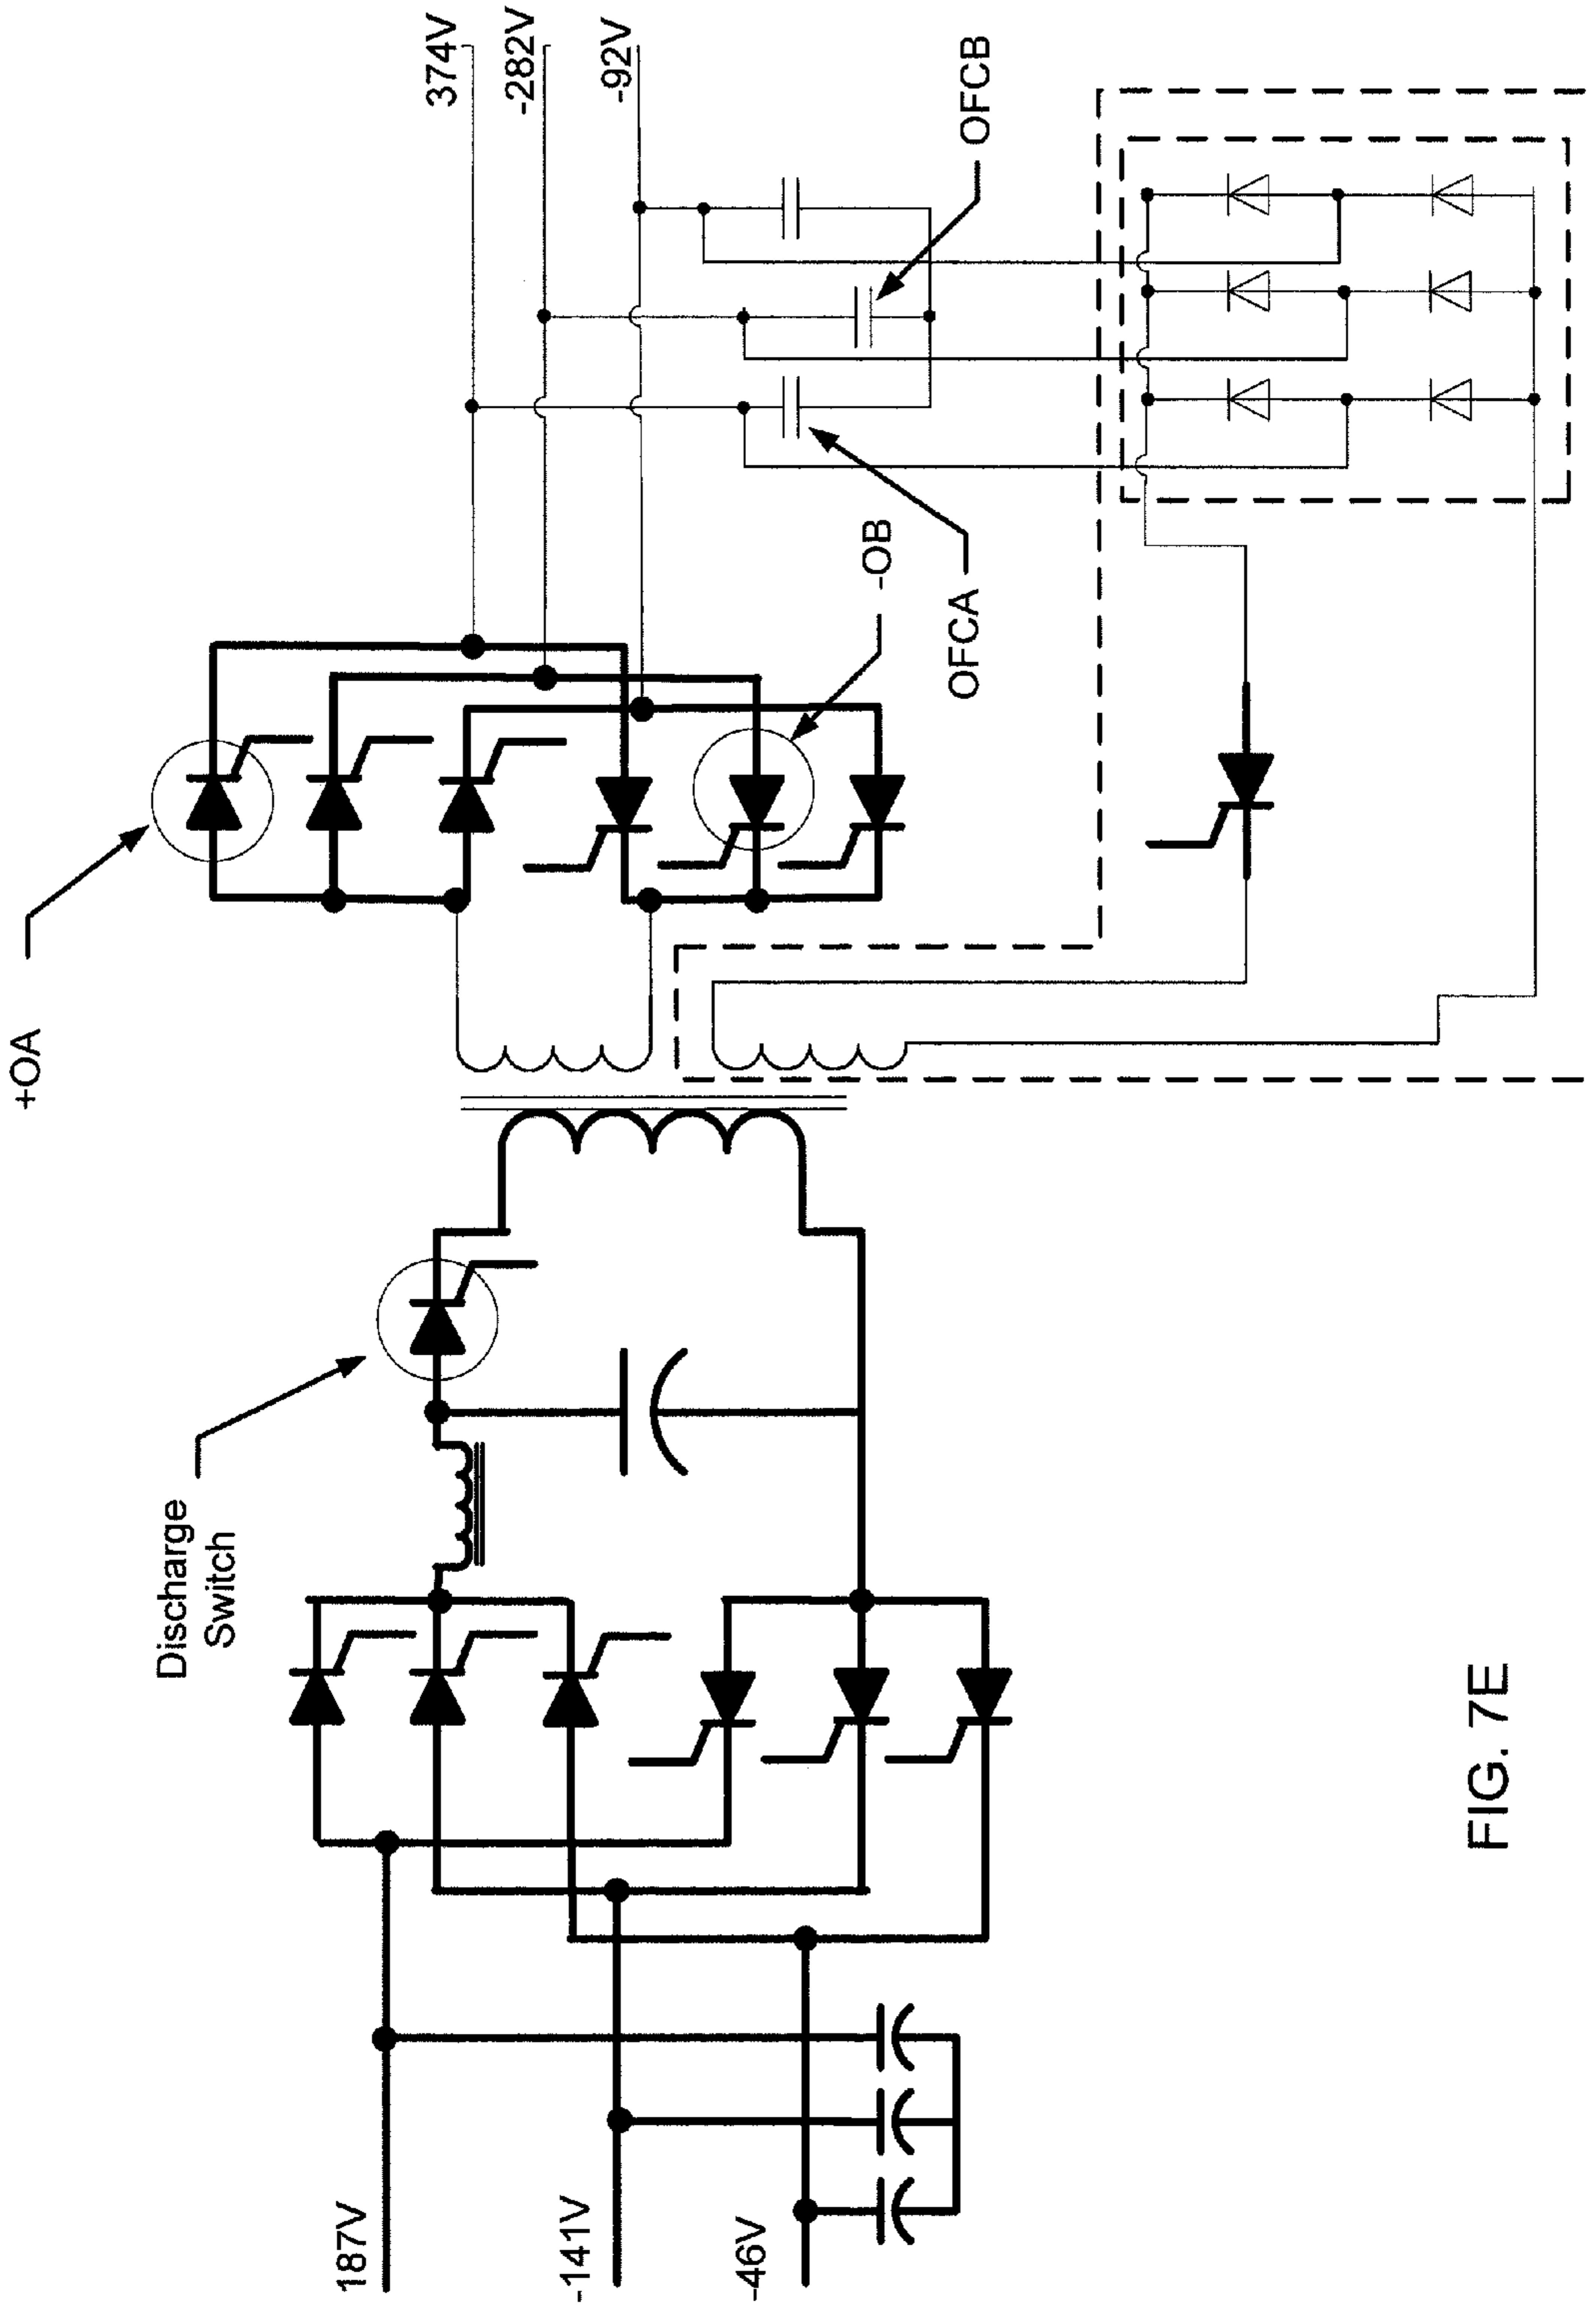 187V
-141V
-46V
Discharge
Switch
+OA
-OB
OFCA
OFCB
374V
-282V
-92V
FIG. 7E